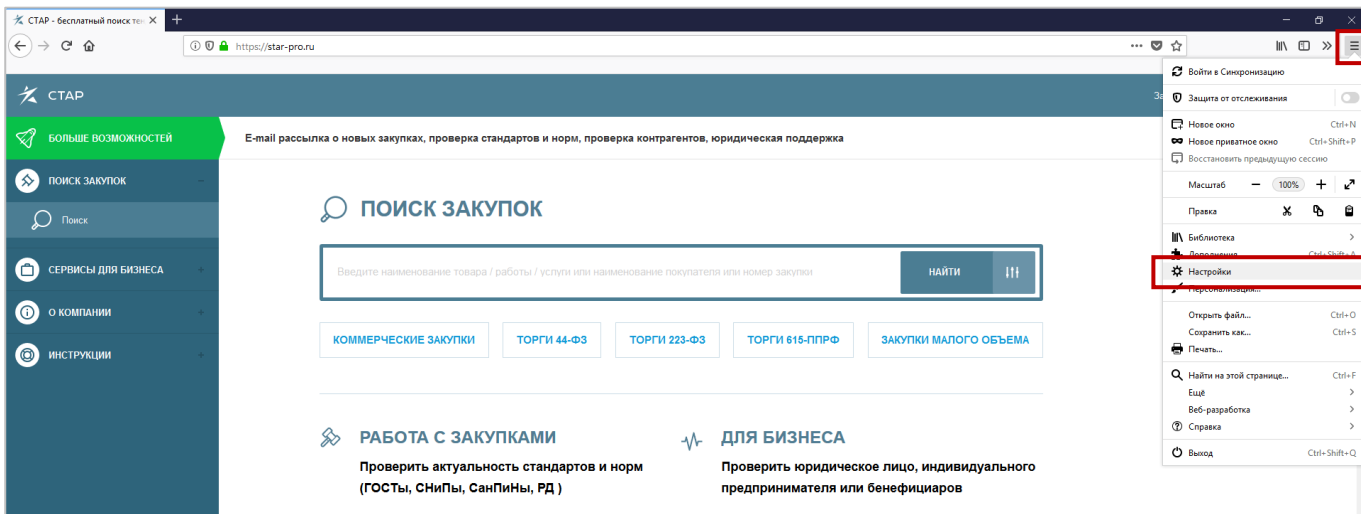 СТАР - бесплатный поиск тен
https://star-pro.ru
СТАР
За
БОЛЬШЕ ВОЗМОЖНОСТЕЙ
E-mail рассылка о новых закупках, проверка стандартов и норм, проверка контрагентов, юридическая поддержка
ПОИСК ЗАКУПОК
Поиск
СЕРВИСЫ ДЛЯ БИЗНЕСА
О КОМПАНИИ
ИНСТРУКЦИИ
ПОИСК ЗАКУПОК
Введите наименование товара / работы / услуги или наименование покупателя или номер закупки
НАЙТИ
КОММЕРЧЕСКИЕ ЗАКУПКИ
ТОРГИ 44-ФЗ
ТОРГИ 223-ФЗ
ТОРГИ 615-ППРФ
ЗАКУПКИ МАЛОГО ОБЪЕМА
РАБОТА С ЗАКУПКАМИ
Проверить актуальность стандартов и норм
(ГОСТы, СНиПы, СанПиНы, РД )
ДЛЯ БИЗНЕСА
Проверить юридическое лицо, индивидуального
предпринимателя или бенефициаров
Войти в Синхронизацию
Защита от отслеживания
Новое окно Ctrl+N
Новое приватное окно Ctrl+Shift+P
Восстановить предыдущую сессию
Масштаб 100%
Правка
Библиотека
Дополнения Ctrl+Shift+A
Настройки
Персонализация...
Открыть файл... Ctrl+O
Сохранить как... Ctrl+S
Печать...
Найти на этой странице... Ctrl+F
Ещё
Веб-разработка
Справка
Выход Ctrl+Shift+Q